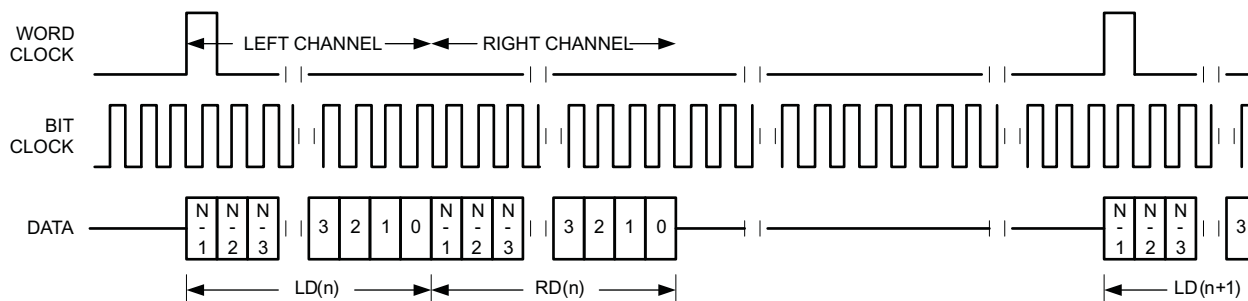 WORD
CLOCK
LEFT CHANNEL
RIGHT CHANNEL
BIT
CLOCK
DATA
N
-
1
N
-
2
N
-
3
3 2 1 0
N
-
1
N
-
2
N
-
3
3 2 1 0
N
-
1
N
-
2
N
-
3
3
LD(n)
RD(n)
LD(n+1)